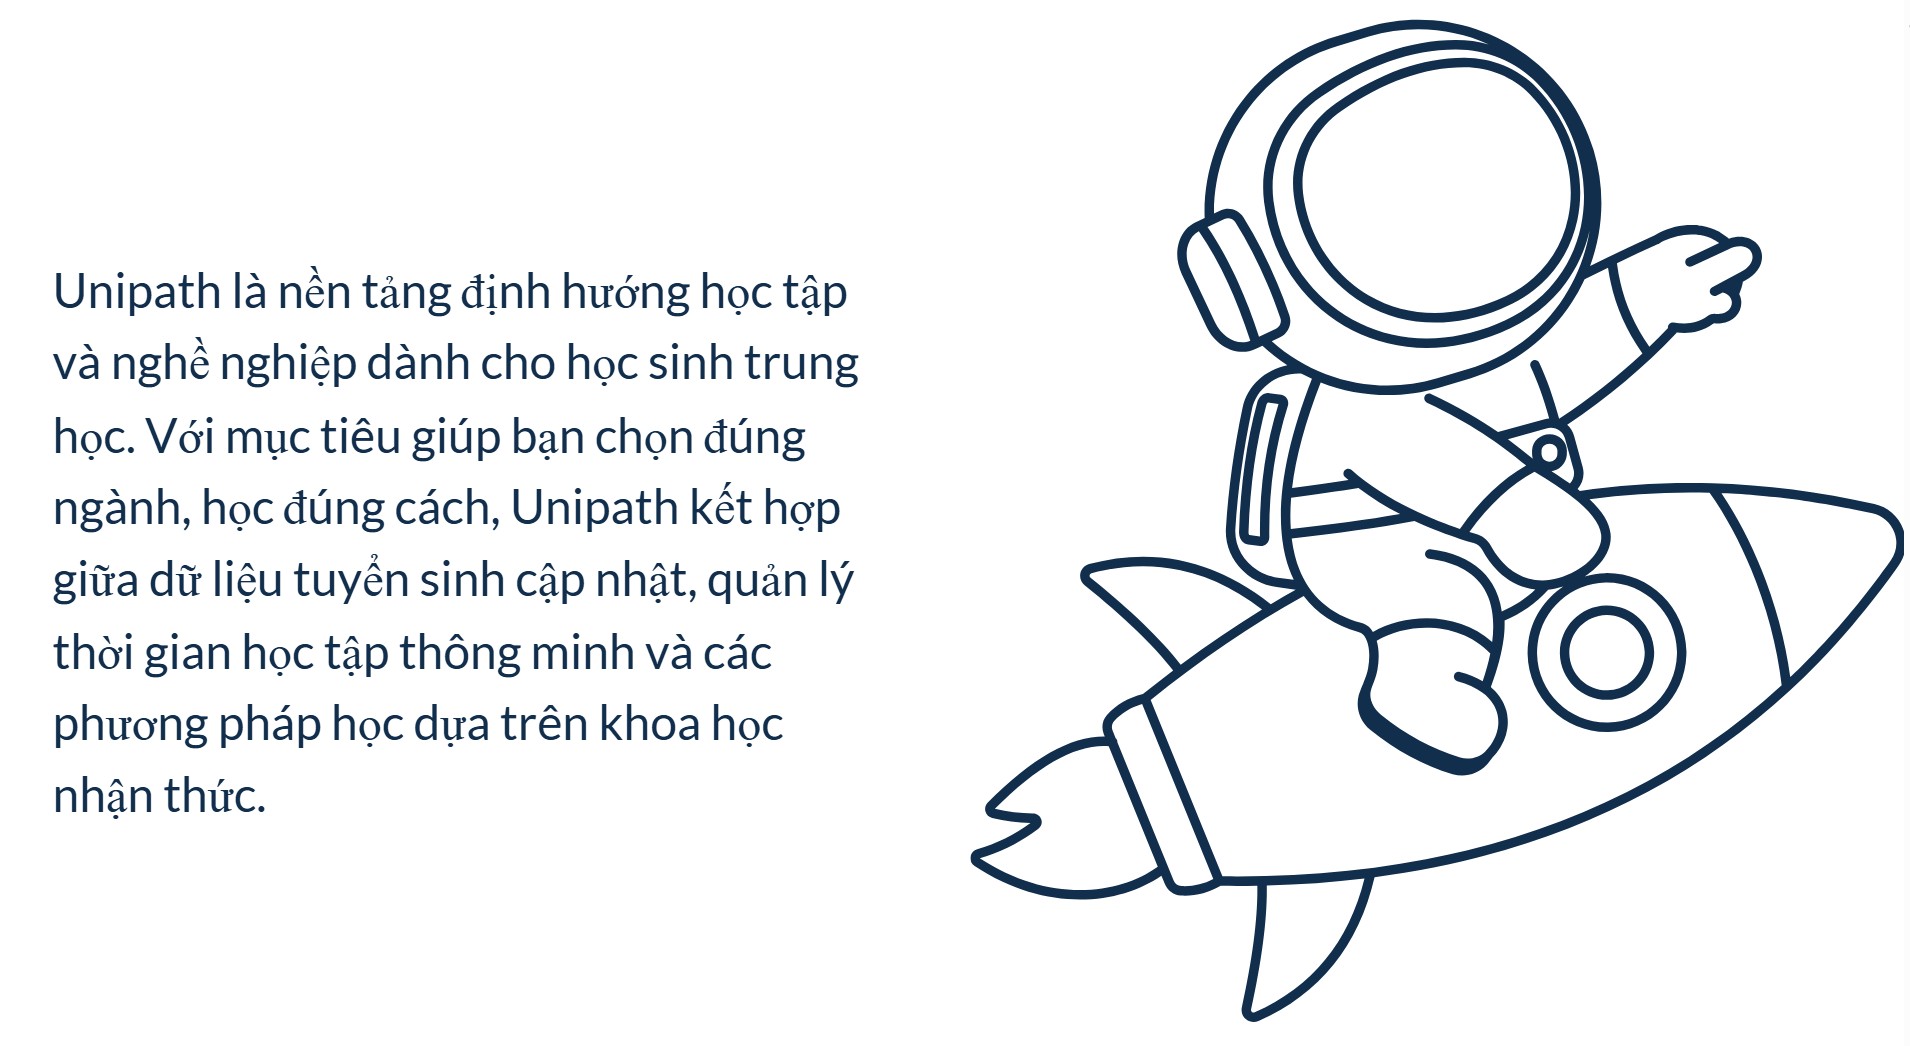 Unipath là nền tảng định hướng học tập
và nghề nghiệp dành cho học sinh trung
học. Với mục tiêu giúp bạn chọn đúng
ngành, học đúng cách, Unipath kết hợp
giữa dữ liệu tuyển sinh cập nhật, quản lý
thời gian học tập thông minh và các
phương pháp học dựa trên khoa học
nhận thức.